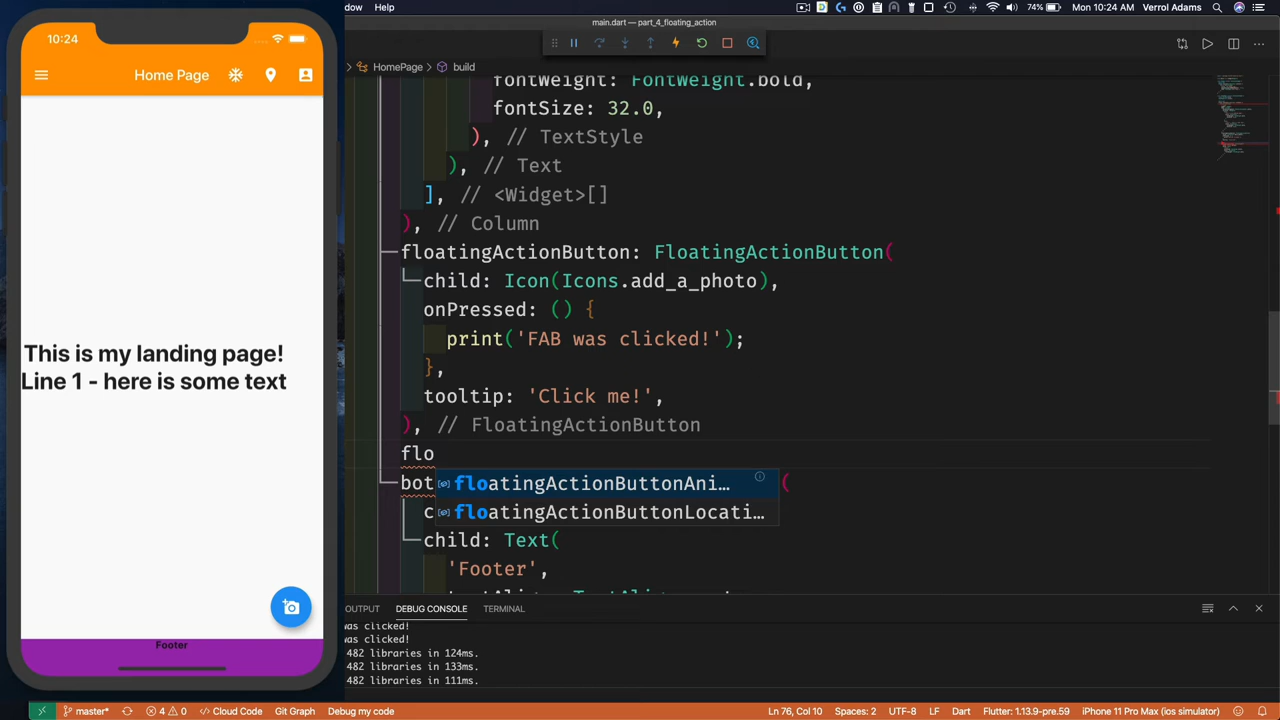 ndow Help
74% Mon 10:24 AM Verrol Adams
main.dart — part_4_floating_action
10:24
Home Page
This is my landing page!
Line 1 - here is some text
Footer
HomePage build
fontWeight: FontWeight.bold,
fontSize: 32.0,
), // TextStyle
), // Text
], // <Widget>[]
), // Column
floatingActionButton: FloatingActionButton(
child: Icon(Icons.add_a_photo),
onPressed: () {
print('FAB was clicked!');
},
tooltip: 'Click me!',
), // FloatingActionButton
flo
floatingActionButtonAni…
bot (
floatingActionButtonLocati…
c
child: Text(
'Footer',
OUTPUT DEBUG CONSOLE TERMINAL
was clicked!
was clicked!
482 libraries in 124ms.
482 libraries in 133ms.
482 libraries in 111ms.
master* 4 0 Cloud Code Git Graph Debug my code Ln 76, Col 10 Spaces: 2 UTF-8 LF Dart Flutter: 1.13.9-pre.59 iPhone 11 Pro Max (ios simulator)